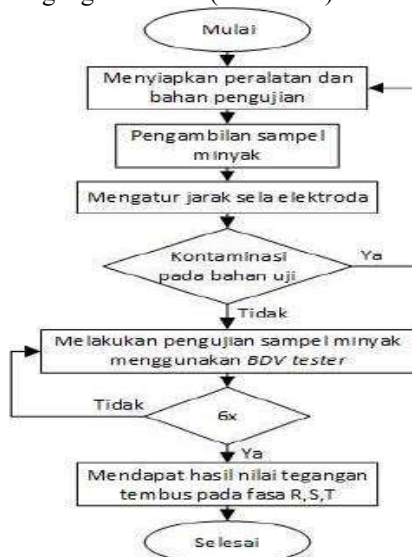 Mulai
Menyiapkan peralatan dan
bahan pengujian
Pengambilan sampel
minyak
Mengatur jarak sela elektroda
Kontaminasi
pada bahan uji
Ya
Tidak
Melakukan pengujian sampel minyak
menggunakan BDV tester
Tidak
6x
Ya
Mendapat hasil nilai tegangan
tembus pada fasa R,S,T
Selesai